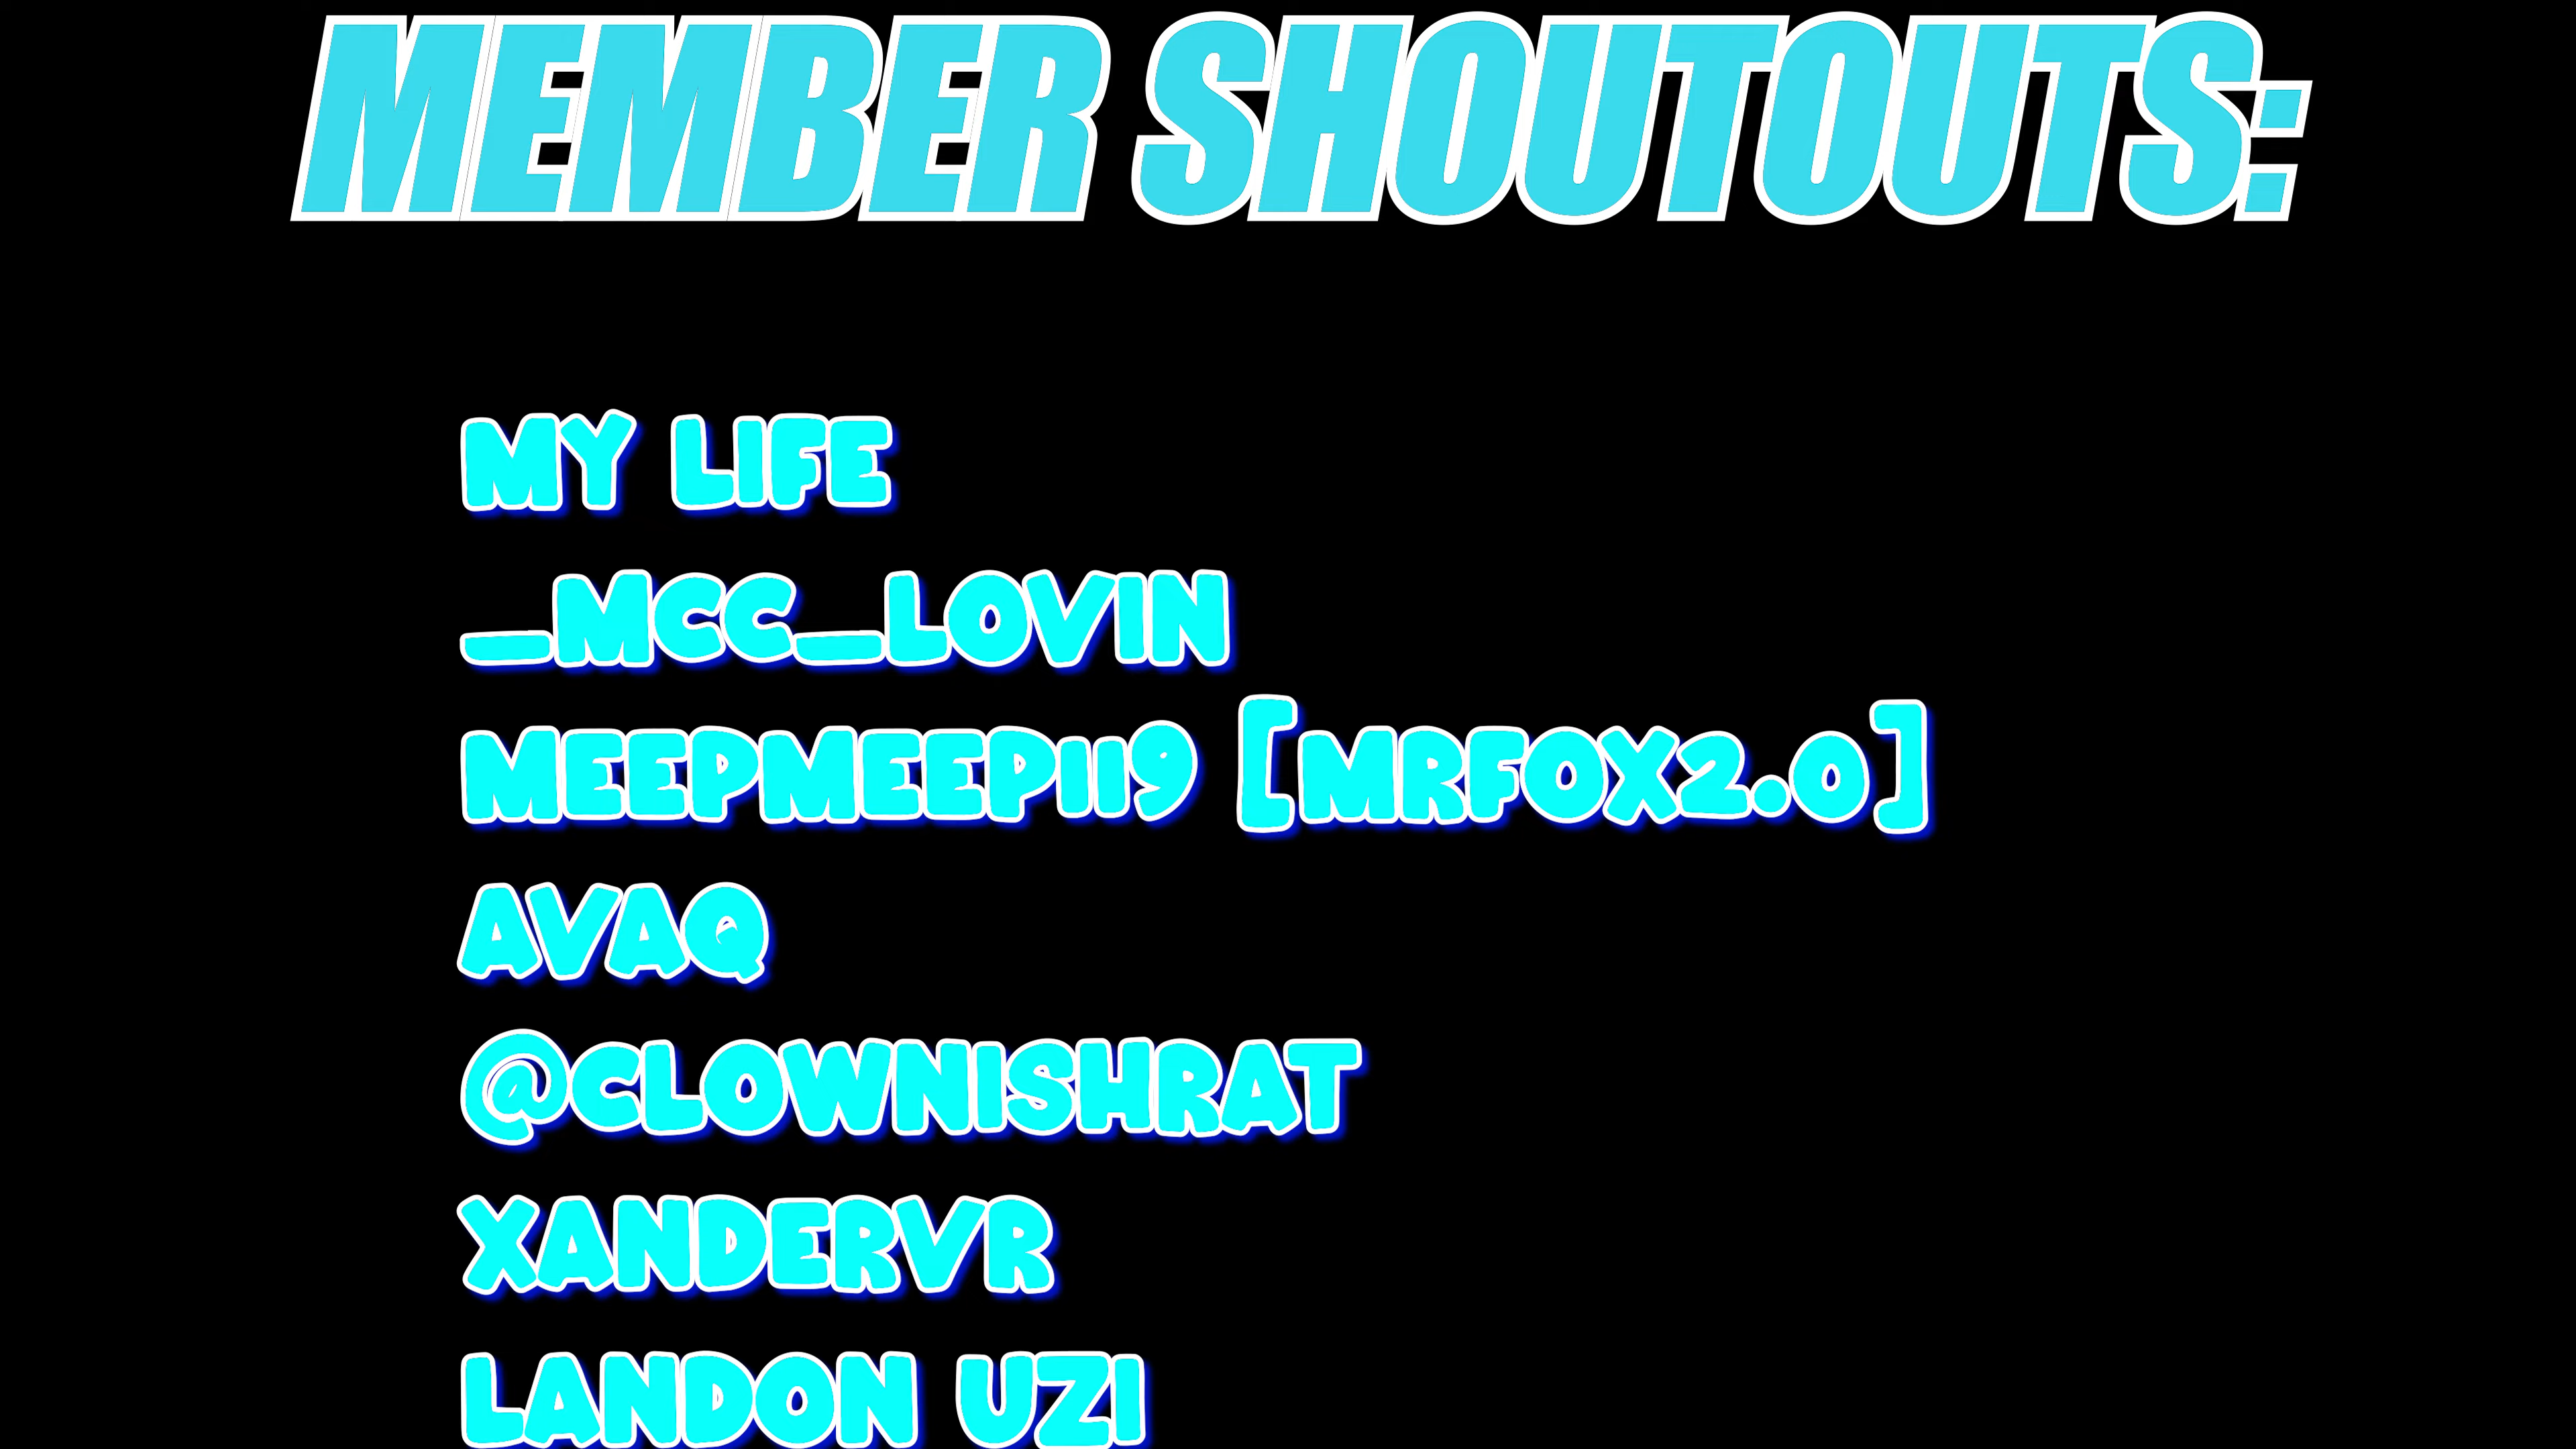 MEMBER SHOUTOUTS:
MY LIFE
_MCC_LOVIN
MEEPMEEP119 [MRFOX2.0]
AVAQ
@CLOWNISHRAT
XANDERVR
LANDON UZI